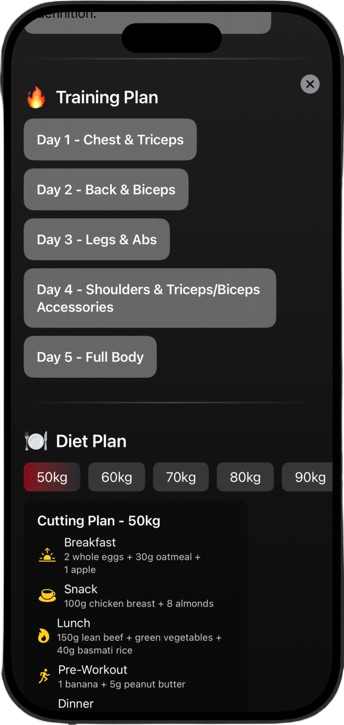 definition.
Training Plan
Day 1 - Chest & Triceps
Day 2 - Back & Biceps
Day 3 - Legs & Abs
Day 4 - Shoulders & Triceps/Biceps
Accessories
Day 5 - Full Body
Diet Plan
50kg 60kg 70kg 80kg 90kg
Cutting Plan - 50kg
Breakfast
2 whole eggs + 30g oatmeal +
1 apple
Snack
100g chicken breast + 8 almonds
Lunch
150g lean beef + green vegetables +
40g basmati rice
Pre-Workout
1 banana + 5g peanut butter
Dinner